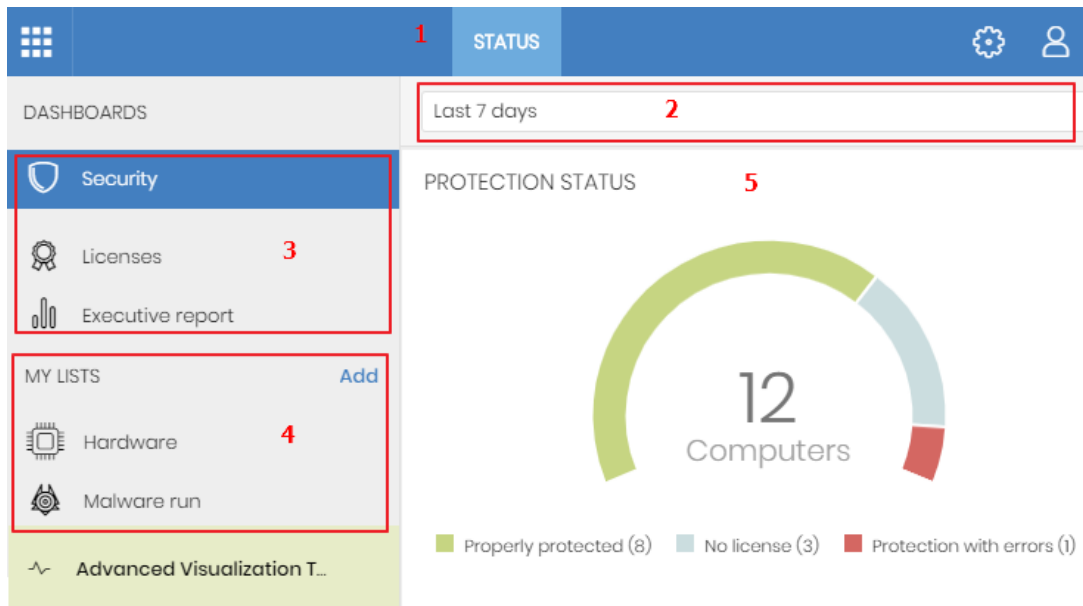 1 STATUS
DASHBOARDS
Last 7 days 2
Security
PROTECTION STATUS 5
Licenses 3
Executive report
MY LISTS Add
Hardware 4
Malware run
12
Computers
Properly protected (8) No license (3) Protection with errors (1)
Advanced Visualization T...